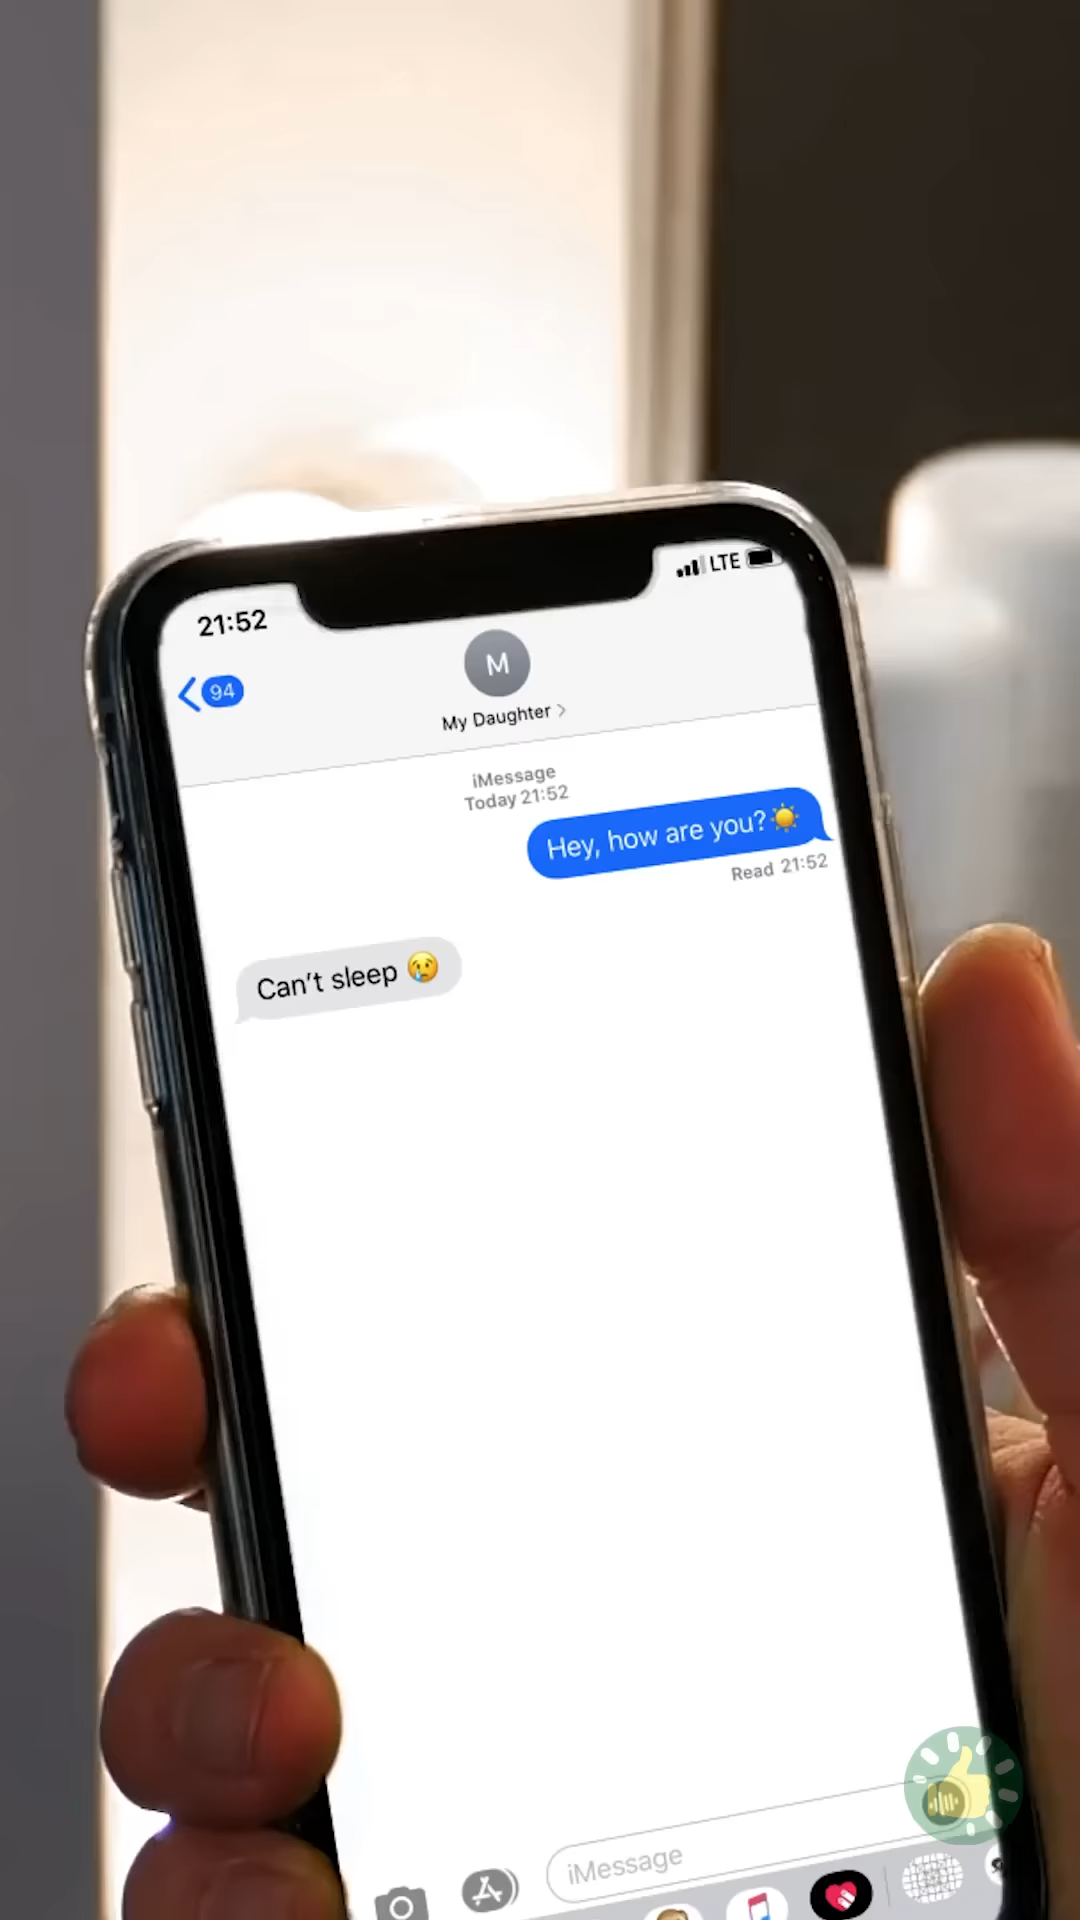 21:52
LTE
94
M
My Daughter
iMessage
Today 21:52
Hey, how are you?☀️
Read 21:52
Can't sleep 😢
iMessage